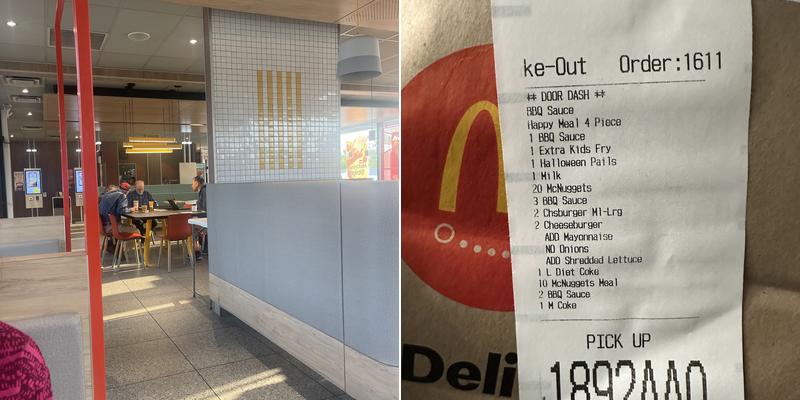 ke-Out Order:1611
** DOOR DASH **
BBQ Sauce
Happy Meal 4 Piece
1 BBQ Sauce
1 Extra Kids Fry
1 Halloween Pails
1 Milk
20 McNuggets
3 BBQ Sauce
2 Chsburger Ml-Lrg
2 Cheeseburger
ADD Mayonnaise
NO Onions
ADD Shredded Lettuce
1 L Diet Coke
10 McNuggets Meal
2 BBQ Sauce
1 M Coke
PICK UP
1892AAO
Deli